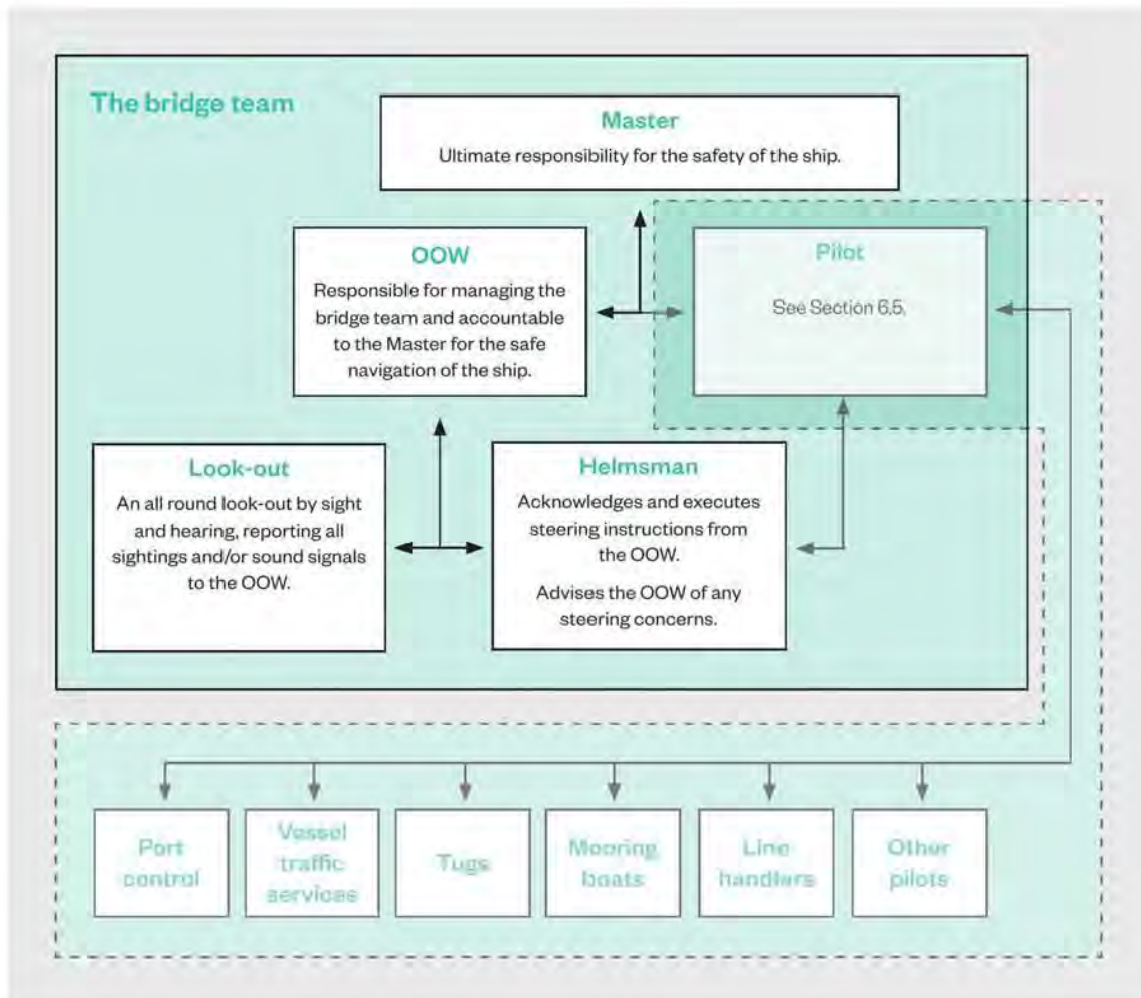 The bridge team
Master
Ultimate responsibility for the safety of the ship.
OOW
Responsible for managing the
bridge team and accountable
to the Master for the safe
navigation of the ship.
Pilot
See Section 6.5.
Look-out
An all round look-out by sight
and hearing, reporting all
sightings and/or sound signals
to the OOW.
Helmsman
Acknowledges and executes
steering instructions from
the OOW.
Advises the OOW of any
steering concerns.
Port
control
Vessel
traffic
services
Tugs
Mooring
boats
Line
handlers
Other
pilots